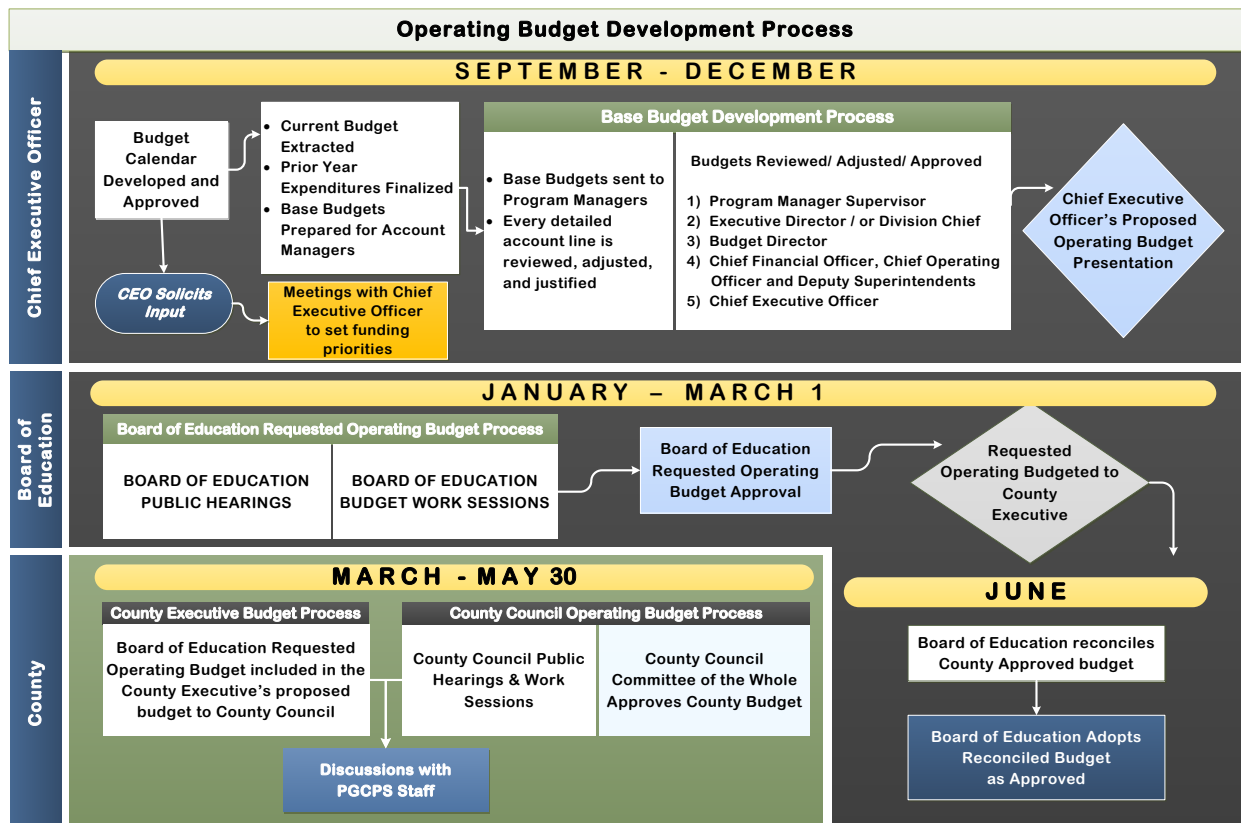 Operating Budget Development Process
Chief Executive Officer
SEPTEMBER - DECEMBER
Budget
Calendar
Developed and
Approved
• Current Budget
Extracted
• Prior Year
Expenditures Finalized
• Base Budgets
Prepared for Account
Managers
CEO Solicits
Input
Meetings with Chief
Executive Officer
to set funding
priorities
Base Budget Development Process
• Base Budgets sent to
Program Managers
• Every detailed
account line is
reviewed, adjusted,
and justified
Budgets Reviewed/ Adjusted/ Approved
1) Program Manager Supervisor
2) Executive Director / or Division Chief
3) Budget Director
4) Chief Financial Officer, Chief Operating
Officer and Deputy Superintendents
5) Chief Executive Officer
Chief Executive
Officer's Proposed
Operating Budget
Presentation
Board of
Education
JANUARY – MARCH 1
Board of Education Requested Operating Budget Process
BOARD OF EDUCATION
PUBLIC HEARINGS
BOARD OF EDUCATION
BUDGET WORK SESSIONS
Board of Education
Requested Operating
Budget Approval
Requested
Operating Budgeted to
County
Executive
County
MARCH - MAY 30
County Executive Budget Process
Board of Education Requested
Operating Budget included in the
County Executive's proposed
budget to County Council
County Council Operating Budget Process
County Council Public
Hearings & Work
Sessions
County Council
Committee of the Whole
Approves County Budget
Discussions with
PGCPS Staff
JUNE
Board of Education reconciles
County Approved budget
Board of Education Adopts
Reconciled Budget
as Approved